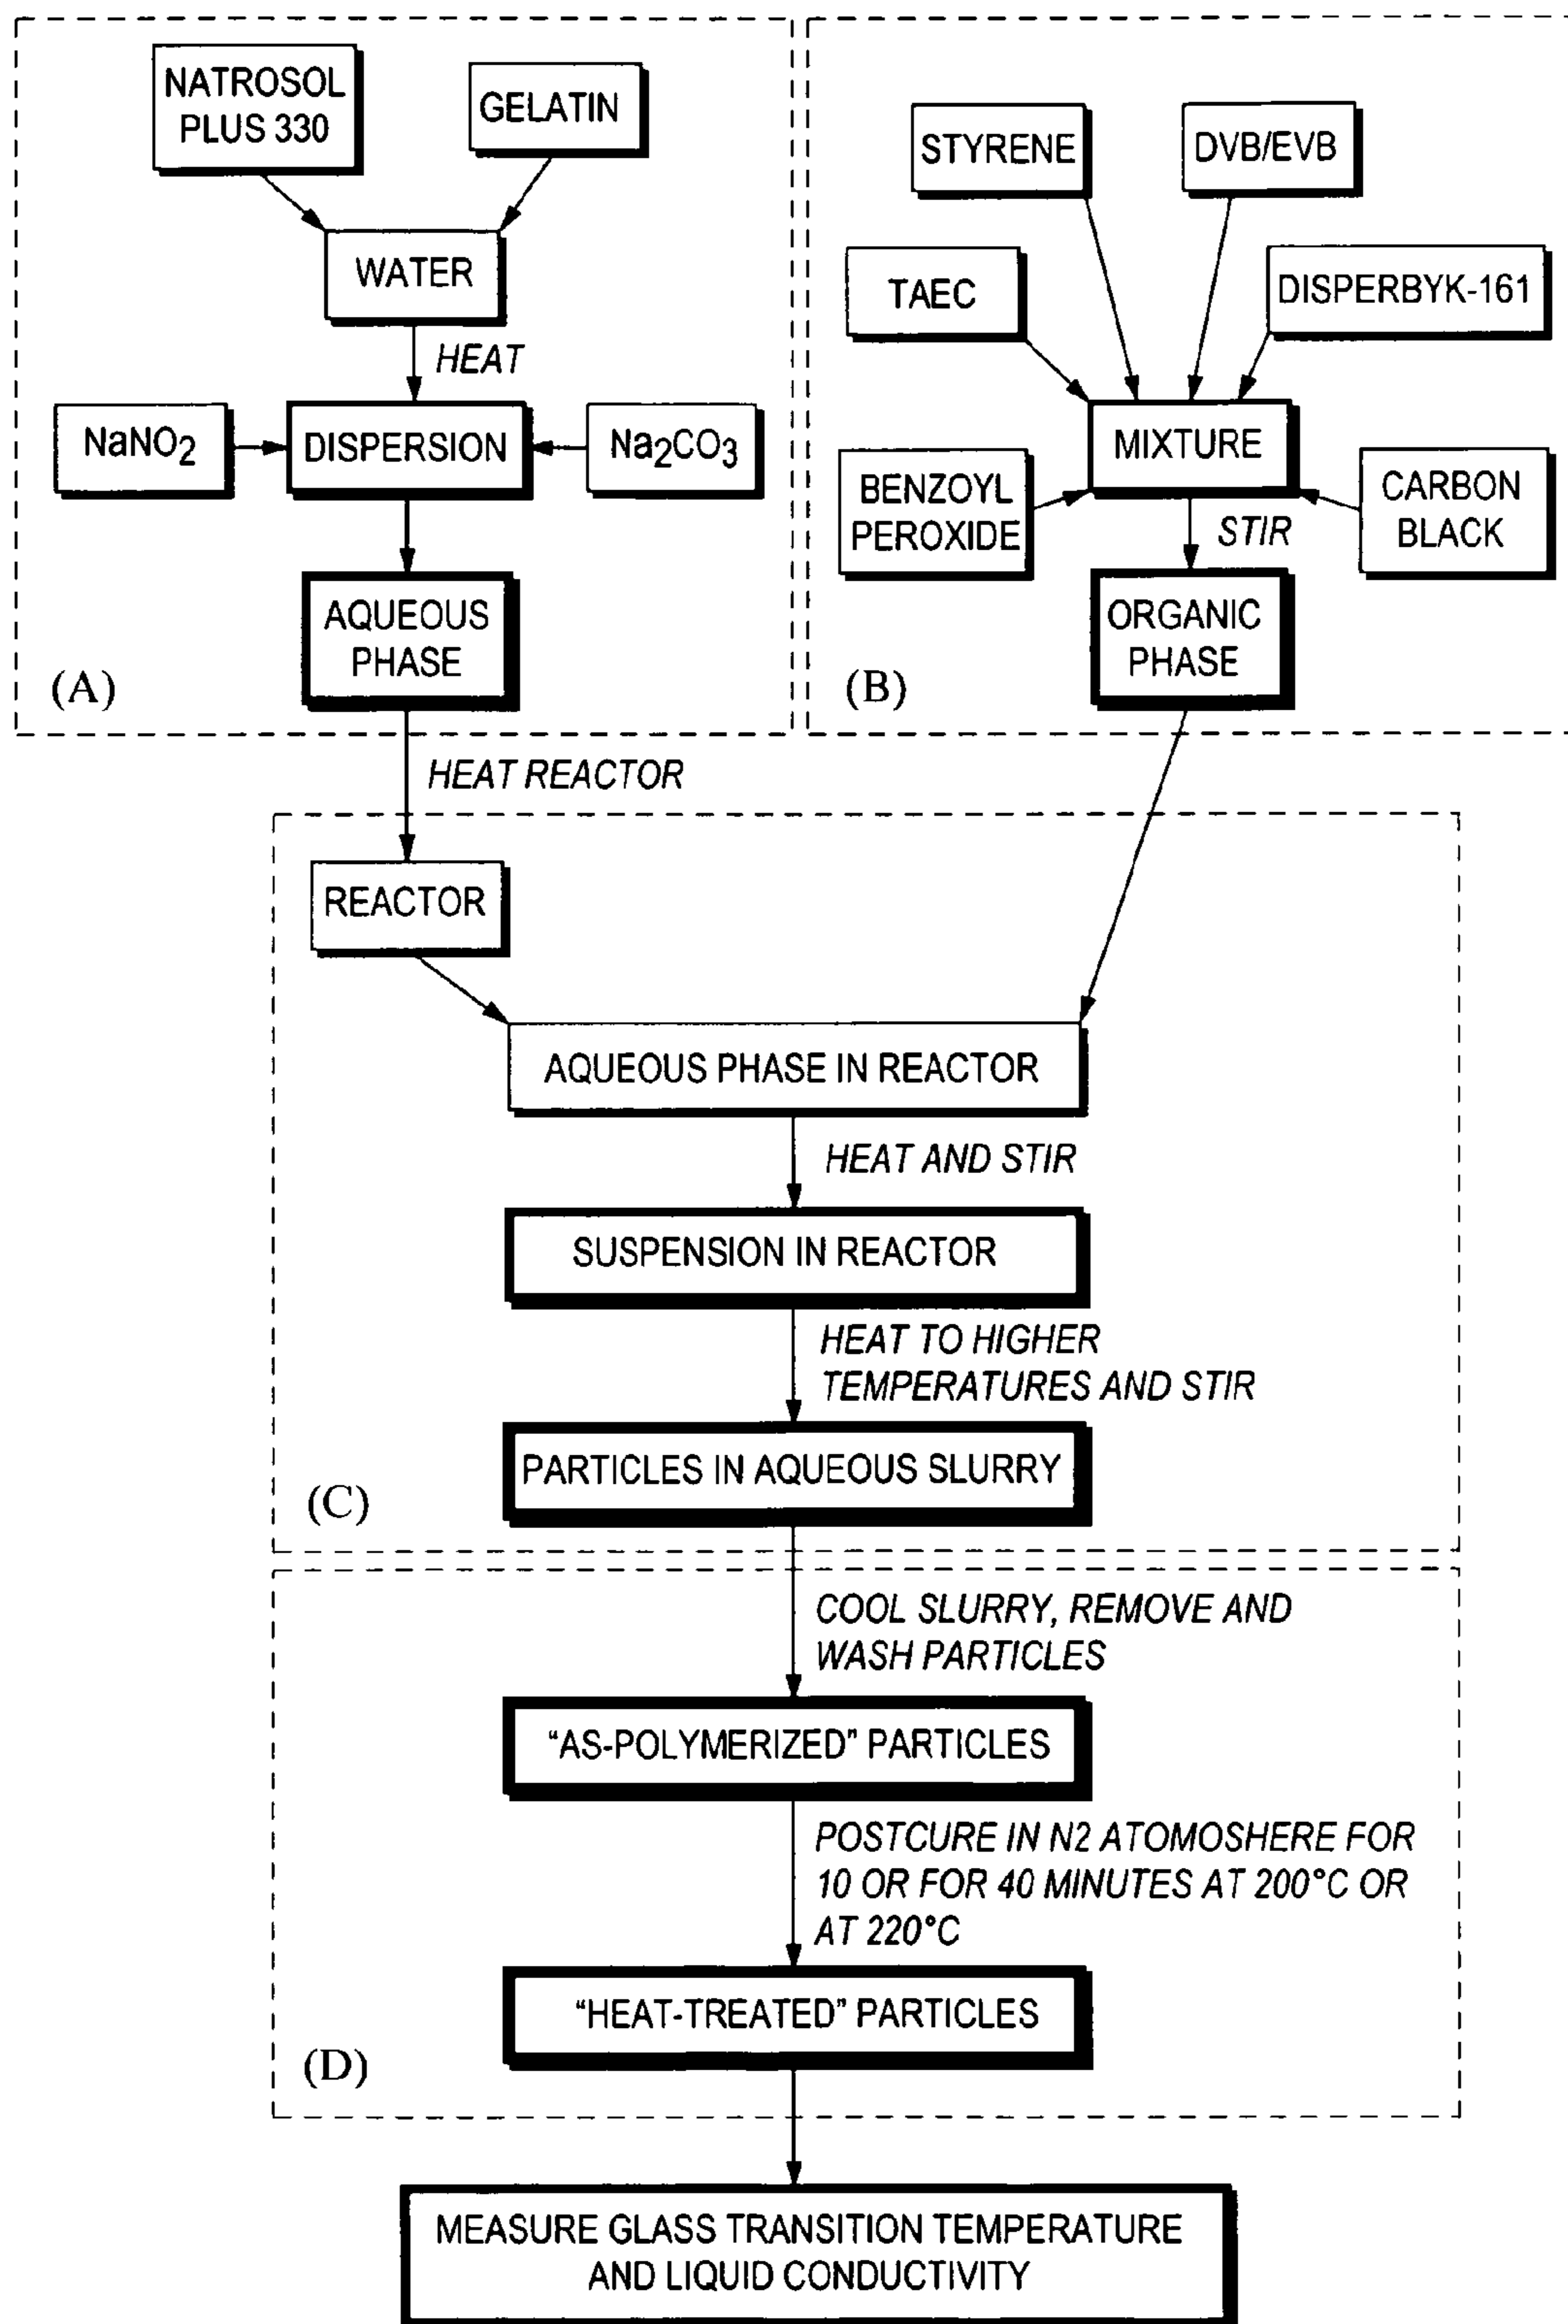 NATROSOL
PLUS 330
GELATIN
WATER
HEAT
NaNO2
DISPERSION
Na2CO3
AQUEOUS
PHASE
(A)
STYRENE
DVB/EVB
TAEC
DISPERBYK-161
MIXTURE
BENZOYL
PEROXIDE
CARBON
BLACK
STIR
ORGANIC
PHASE
(B)
HEAT REACTOR
REACTOR
AQUEOUS PHASE IN REACTOR
HEAT AND STIR
SUSPENSION IN REACTOR
HEAT TO HIGHER
TEMPERATURES AND STIR
PARTICLES IN AQUEOUS SLURRY
(C)
COOL SLURRY, REMOVE AND
WASH PARTICLES
“AS-POLYMERIZED” PARTICLES
POSTCURE IN N2 ATOMOSHERE FOR
10 OR FOR 40 MINUTES AT 200°C OR
AT 220°C
“HEAT-TREATED” PARTICLES
(D)
MEASURE GLASS TRANSITION TEMPERATURE
AND LIQUID CONDUCTIVITY